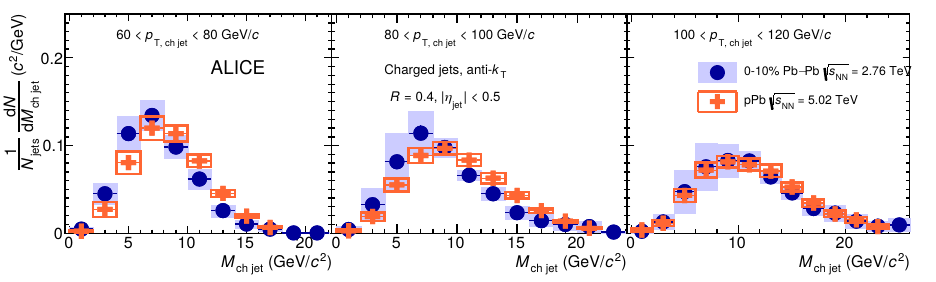 60 < p_T, ch jet < 80 GeV/c
80 < p_T, ch jet < 100 GeV/c
100 < p_T, ch jet < 120 GeV/c
ALICE
Charged jets, anti-k_T
R = 0.4, |η_jet| < 0.5
0-10% Pb–Pb √s_NN = 2.76 TeV
pPb √s_NN = 5.02 TeV
1/N_jets dN/dM_ch jet (c²/GeV)
0.2
0.1
0
0 5 10 15 20
5 10 15 20
10 20
M_ch jet (GeV/c²)
M_ch jet (GeV/c²)
M_ch jet (GeV/c²)